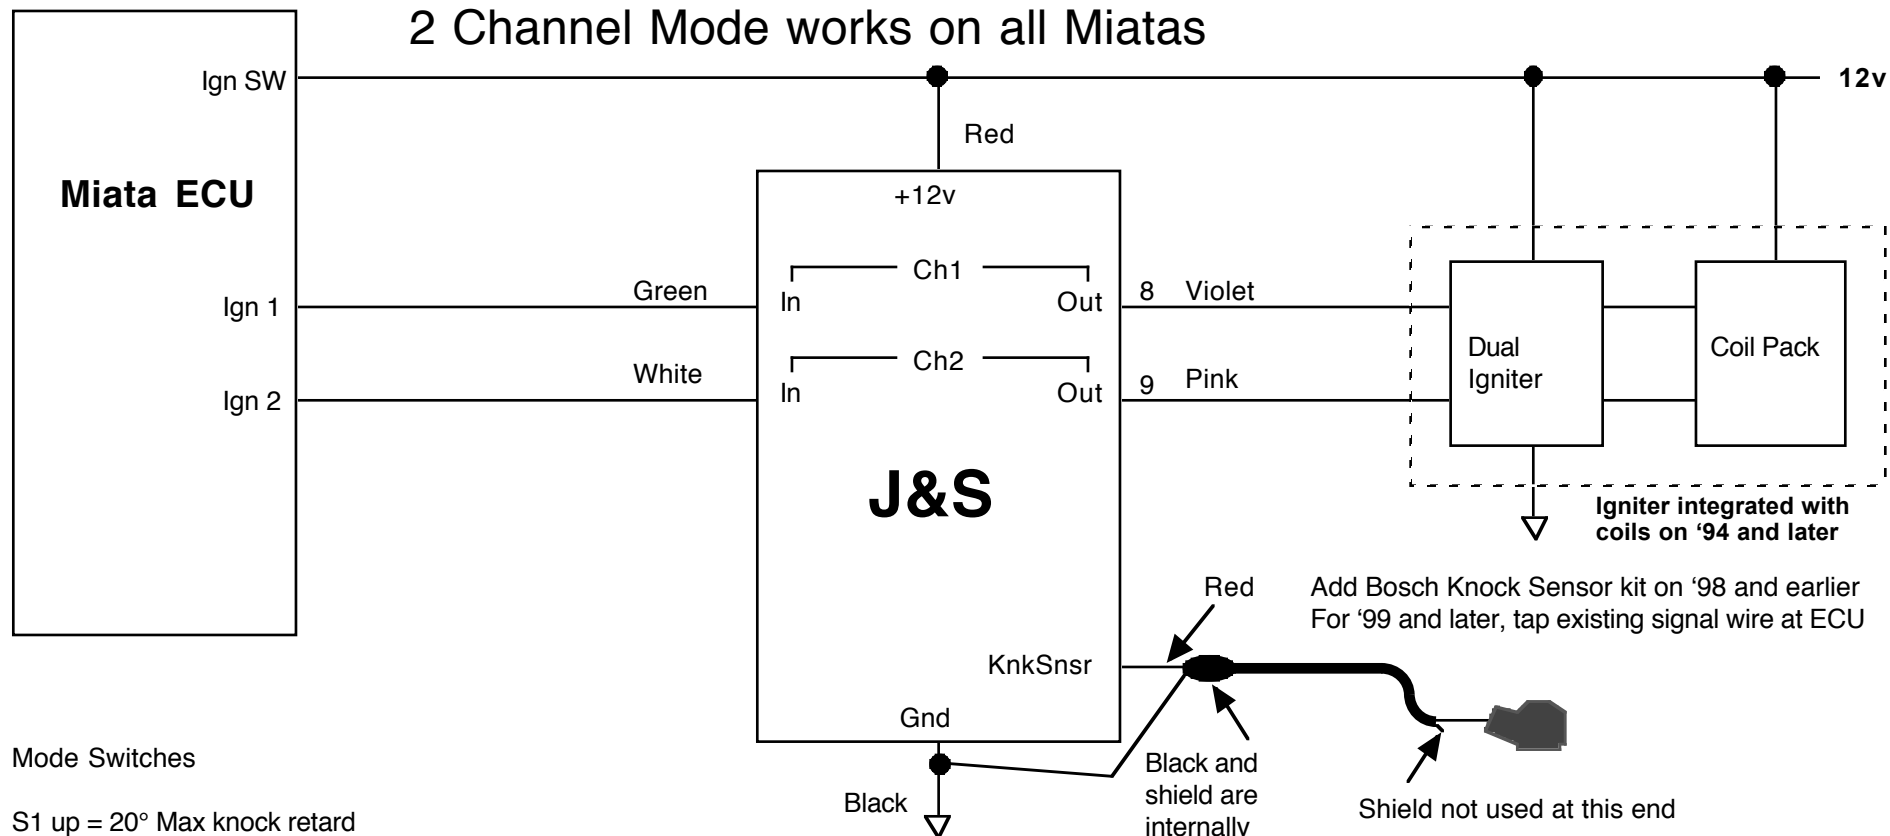 2 Channel Mode works on all Miatas
Ign SW
12v
Red
Miata ECU
+12v
Ch1
Green
In
Out
8
Violet
Ign 1
Ch2
White
In
Out
9
Pink
Ign 2
Dual
Igniter
Coil Pack
J&S
Igniter integrated with
coils on ‘94 and later
Red
Add Bosch Knock Sensor kit on ‘98 and earlier
For ‘99 and later, tap existing signal wire at ECU
KnkSnsr
Gnd
Mode Switches
Black and
shield are
internally
Black
Shield not used at this end
S1 up = 20° Max knock retard